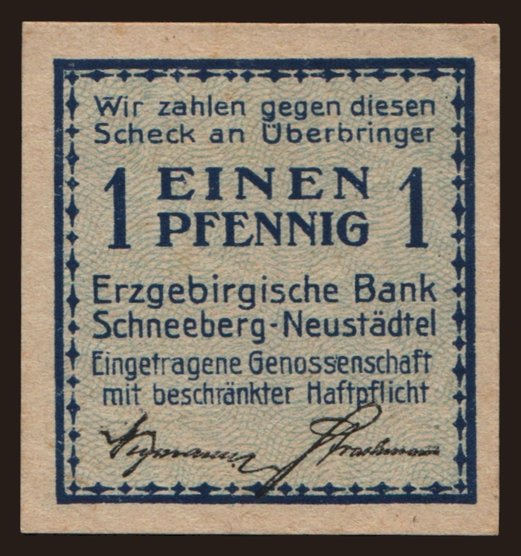 Wir zahlen gegen diesen
Scheck an Überbringer
1 EINEN 1
PFENNIG
Erzgebirgische Bank
Schneeberg-Neustädtel
Eingetragene Genossenschaft
mit beschränkter Haftpflicht